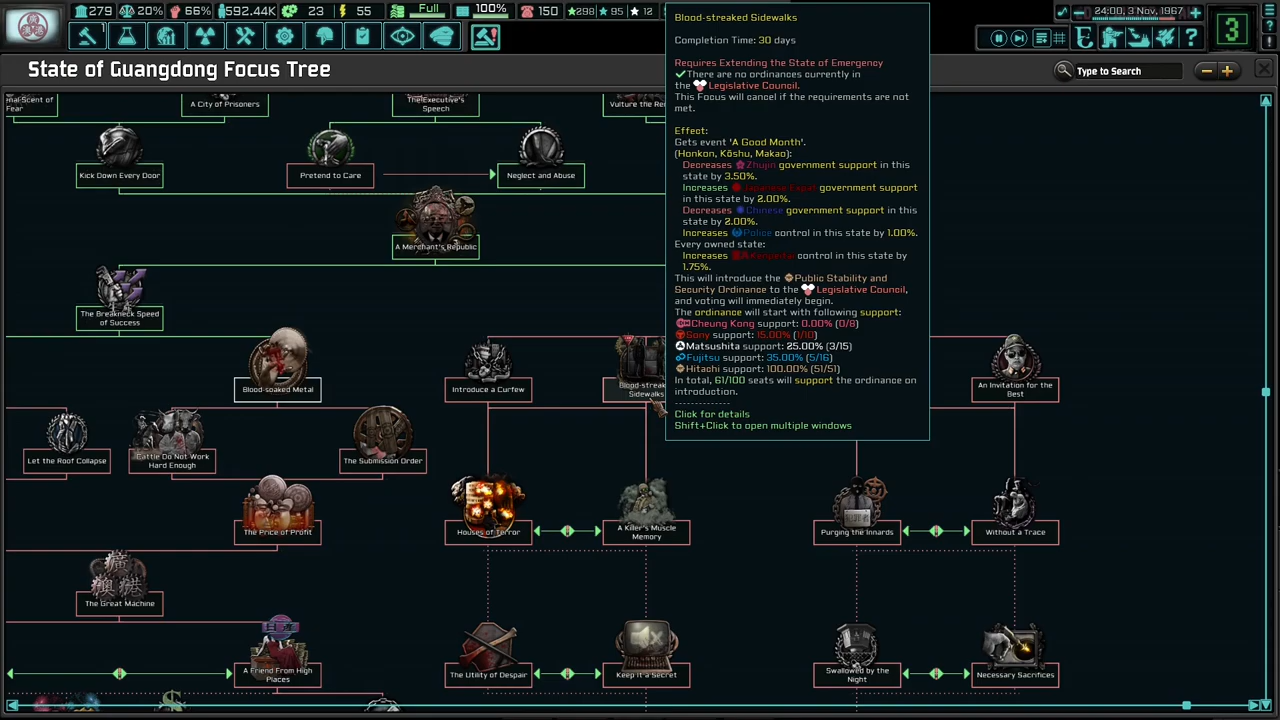 279 20% 66% 592.44K 23 55 Full 100% 150 298 95 12
24:00, 3 Nov, 1967
3
State of Guangdong Focus Tree
Type to Search
Fear
A City of Prisoners
The Executive's
Speech
Kick Down Every Door
Pretend to Care
Neglect and Abuse
A Merchant's Republic
The Breakneck Speed
of Success
Blood-soaked Metal
Introduce a Curfew
Blood-streak
Sidewalks
An Invitation for the
Best
Let the Roof Collapse
Cattle Do Not Work
Hard Enough
The Submission Order
The Price of Profit
Houses of Terror
A Killer's Muscle
Memory
Purging the Innards
Without a Trace
The Great Machine
A Friend From High
Places
The Utility of Despair
Keep it a Secret
Swallowed by the
Night
Necessary Sacrifices
Blood-streaked Sidewalks
Completion Time: 30 days
Requires Extending the State of Emergency
There are no ordinances currently in
the Legislative Council.
This Focus will cancel if the requirements are not
met.
Effect:
Gets event 'A Good Month'.
(Honkon, Kōshu, Makao):
Decreases Zhujin government support in this
state by 3.50%.
Increases Japanese Expat government support
in this state by 2.00%.
Decreases Chinese government support in this
state by 2.00%.
Increases Police control in this state by 1.00%.
Every owned state:
Increases Kenpeitai control in this state by
1.75%.
This will introduce the Public Stability and
Security Ordinance to the Legislative Council,
and voting will immediately begin.
The ordinance will start with following support:
Cheung Kong support: 0.00% (0/8)
Sony support: 15.00% (1/10)
Matsushita support: 25.00% (3/15)
Fujitsu support: 35.00% (5/16)
Hitachi support: 100.00% (51/51)
In total, 61/100 seats will support the ordinance on
introduction.
--------------
Click for details
Shift+Click to open multiple windows